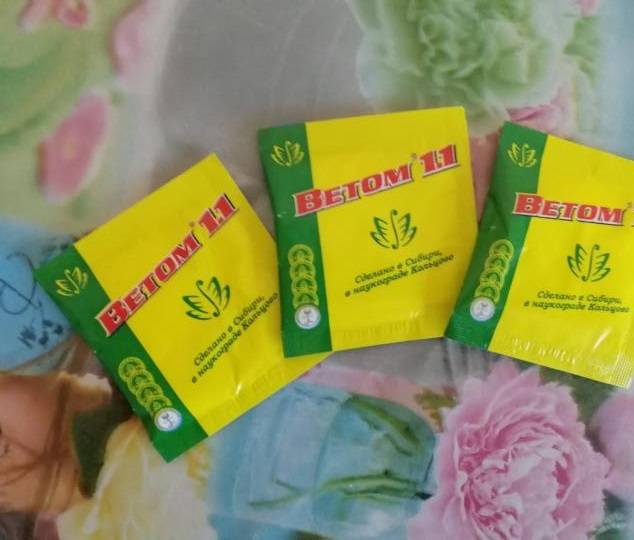 Ветом® 1.1
Сделано в Сибири,
в наукограде Кольцово
Ветом® 1.1
Сделано в Сибири,
в наукограде Кольцово
Ветом®
Сделано в Сибири,
в наукограде Кольцово